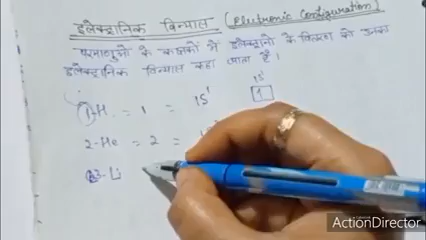 इलेक्ट्रानिक विन्यास (Electronic Configuration)
परमाणुओ के कक्षको में इलेक्ट्रानो के वितरण को उनका
इलेक्ट्रानिक विन्यास कहा जाता है।
1S¹
1-H = 1 = 1S¹ 1
2-He = 2 =
3-Li
ActionDirector